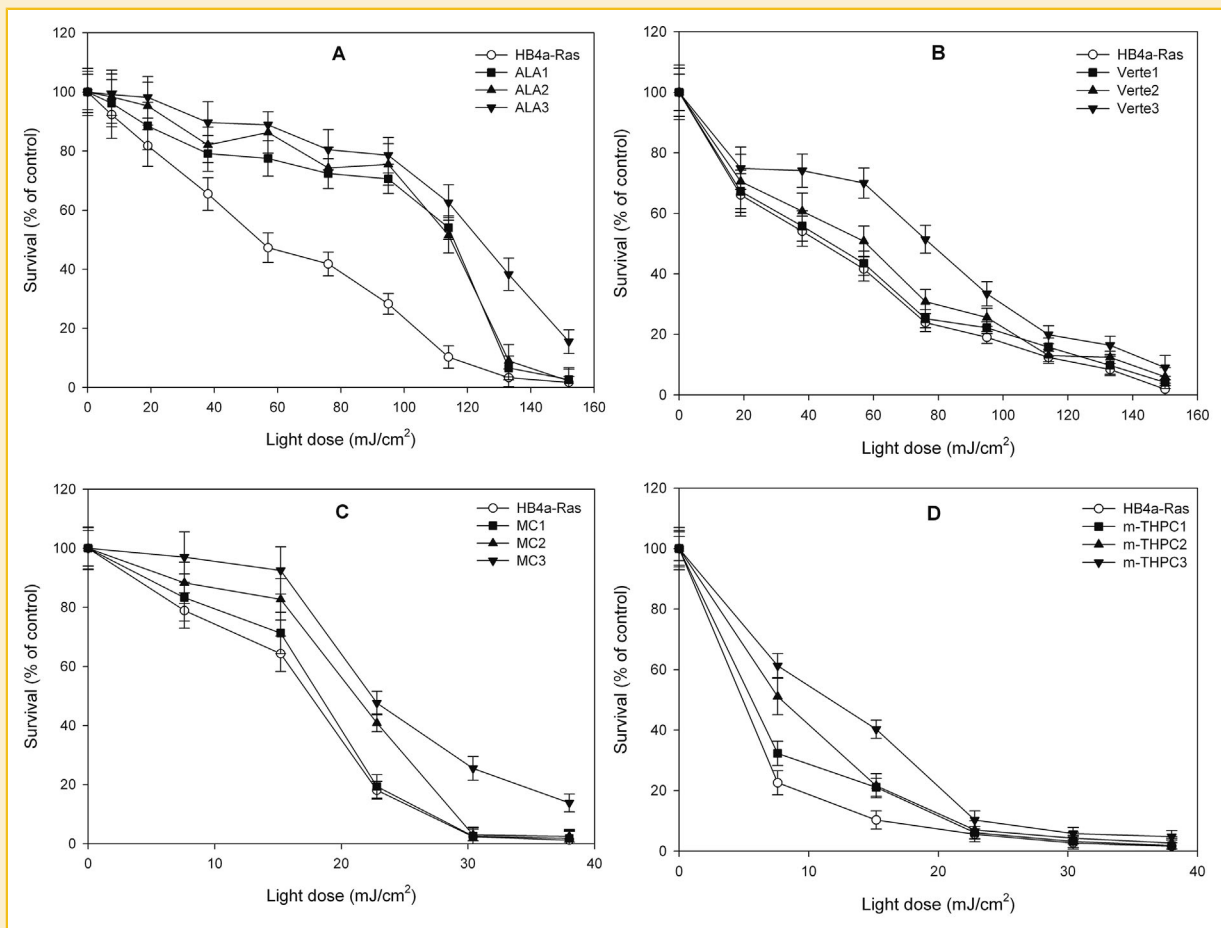 A
HB4a-Ras
ALA1
ALA2
ALA3
Survival (% of control)
120
100
80
60
40
20
0
0 20 40 60 80 100 120 140 160
Light dose (mJ/cm²)
B
HB4a-Ras
Verte1
Verte2
Verte3
Survival (% of control)
120
100
80
60
40
20
0
0 20 40 60 80 100 120 140 160
Light dose (mJ/cm²)
C
HB4a-Ras
MC1
MC2
MC3
Survival (% of control)
120
100
80
60
40
20
0
0 10 20 30 40
Light dose (mJ/cm²)
D
HB4a-Ras
m-THPC1
m-THPC2
m-THPC3
Survival (% of control)
120
100
80
60
40
20
0
0 10 20 30 40
Light dose (mJ/cm²)